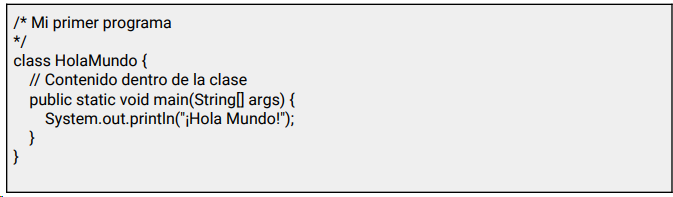 /* Mi primer programa
*/
class HolaMundo {
// Contenido dentro de la clase
public static void main(String[] args) {
System.out.println("¡Hola Mundo!");
}
}